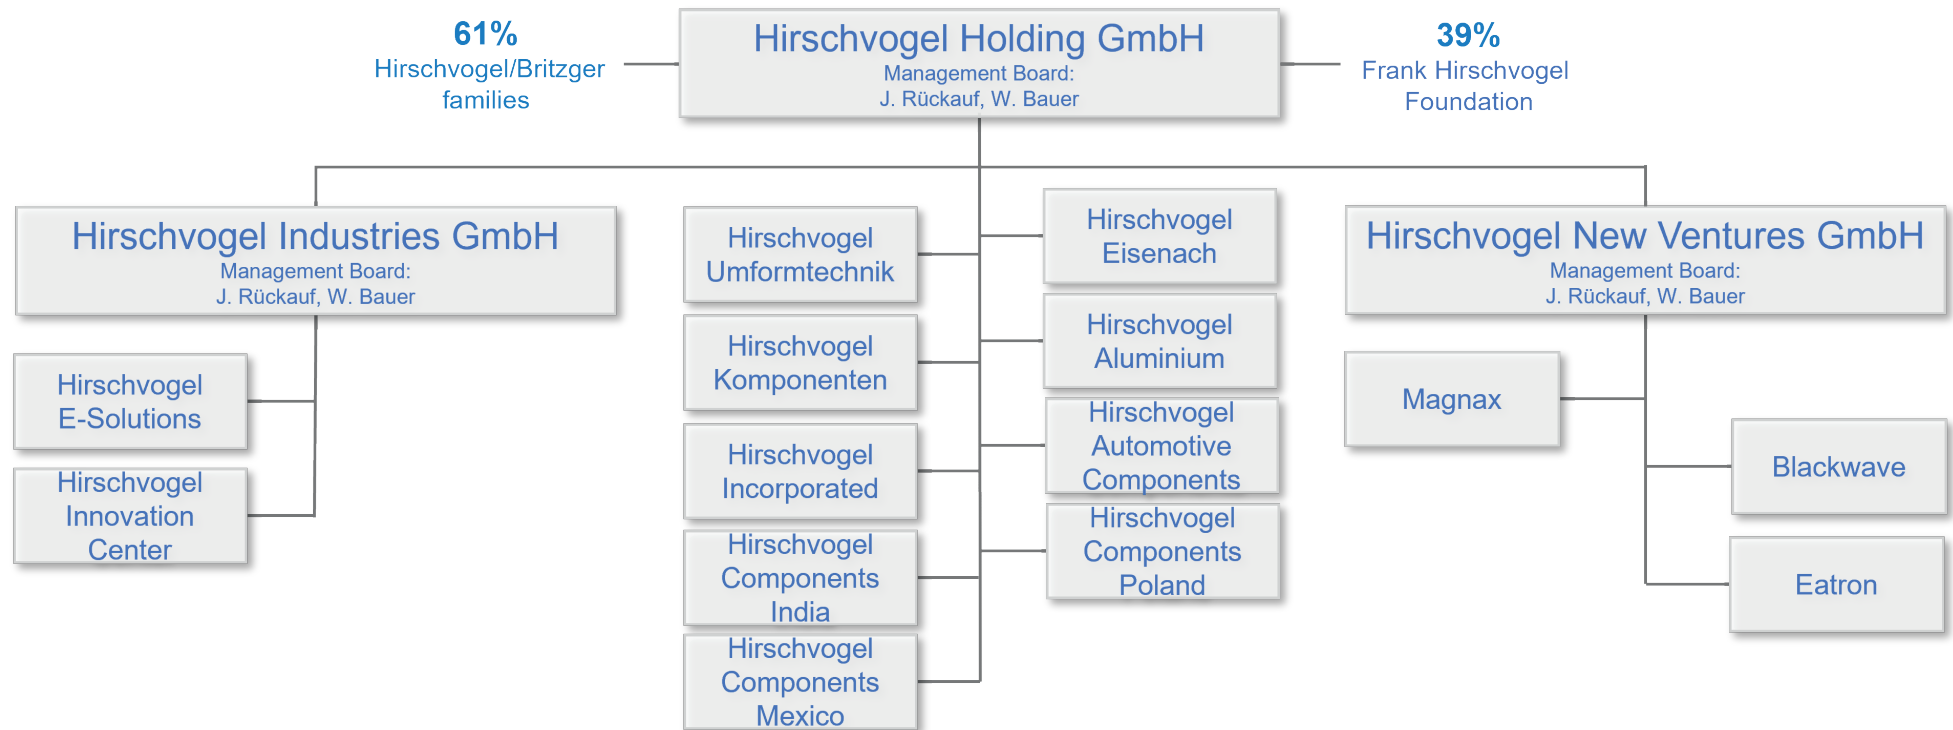 61%
Hirschvogel/Britzger
families
Hirschvogel Holding GmbH
Management Board:
J. Rückauf, W. Bauer
39%
Frank Hirschvogel
Foundation
Hirschvogel Industries GmbH
Management Board:
J. Rückauf, W. Bauer
Hirschvogel
E-Solutions
Hirschvogel
Innovation
Center
Hirschvogel
Umformtechnik
Hirschvogel
Komponenten
Hirschvogel
Incorporated
Hirschvogel
Components
India
Hirschvogel
Components
Mexico
Hirschvogel
Eisenach
Hirschvogel
Aluminium
Hirschvogel
Automotive
Components
Hirschvogel
Components
Poland
Hirschvogel New Ventures GmbH
Management Board:
J. Rückauf, W. Bauer
Magnax
Blackwave
Eatron